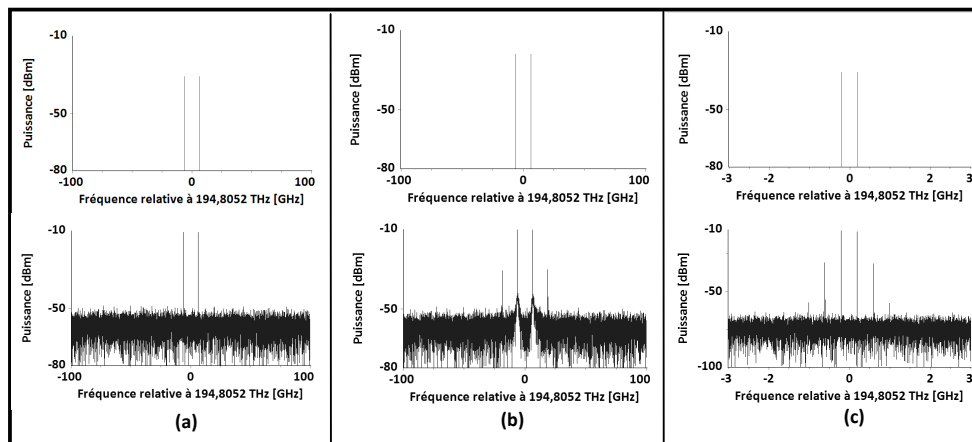 -10
-50
-80
Puissance [dBm]
-100 0 100
Fréquence relative à 194,8052 THz [GHz]
-10
-50
-80
Puissance [dBm]
-100 0 100
Fréquence relative à 194,8052 THz [GHz]
(a)
-10
-50
-80
Puissance [dBm]
-100 0 100
Fréquence relative à 194,8052 THz [GHz]
-10
-50
-80
Puissance [dBm]
-100 0 100
Fréquence relative à 194,8052 THz [GHz]
(b)
-10
-50
-80
Puissance [dBm]
-3 -2 0 2 3
Fréquence relative à 194,8052 THz [GHz]
-10
-50
-100
Puissance [dBm]
-3 -2 0 2 3
Fréquence relative à 194,8052 THz [GHz]
(c)